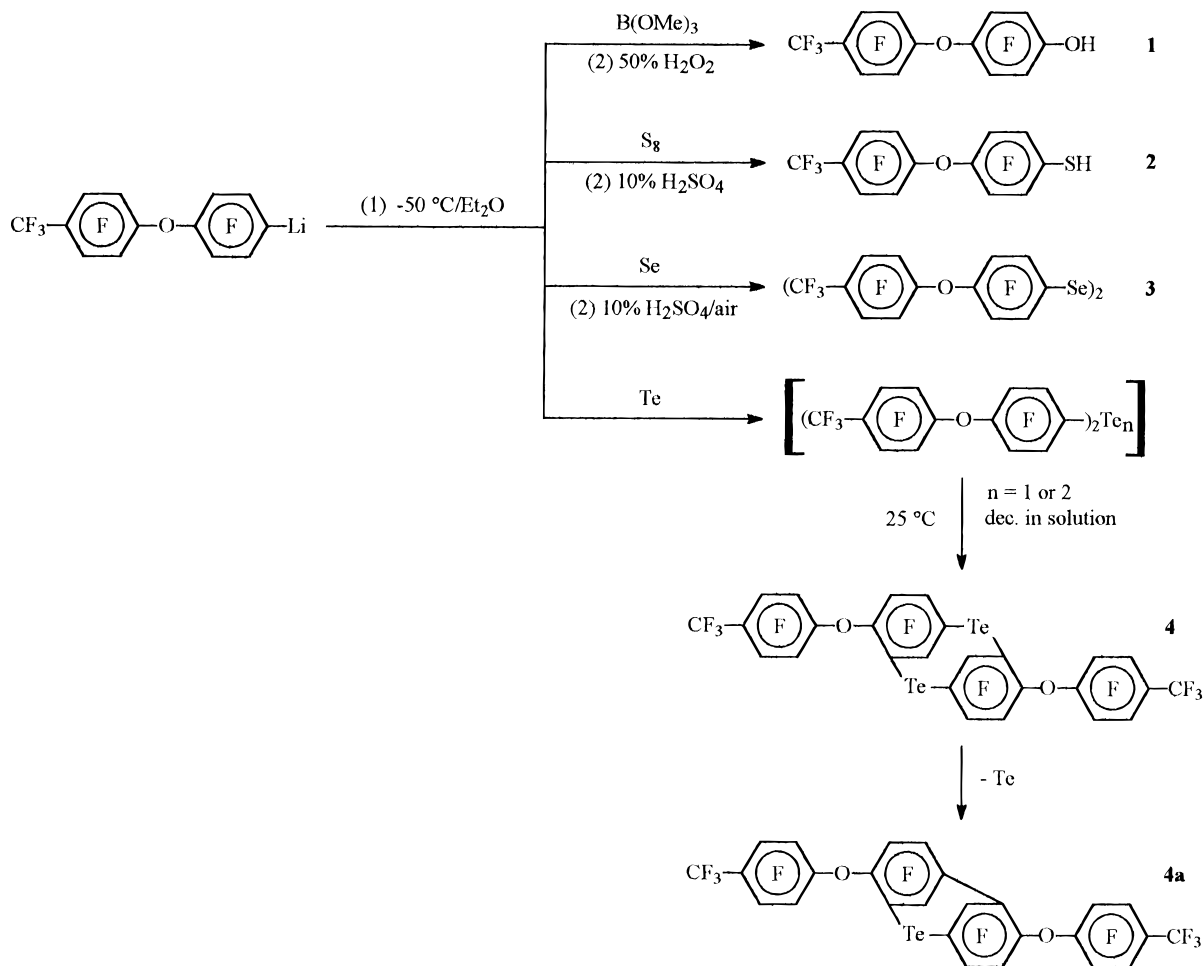 B(OMe)₃
CF₃ F O F OH 1
(2) 50% H₂O₂
S₈
CF₃ F O F SH 2
(2) 10% H₂SO₄
(1) -50 °C/Et₂O
CF₃ F O F Li
Se
(CF₃ F O F Se)₂ 3
(2) 10% H₂SO₄/air
Te
[(CF₃ F O F )₂Teₙ]
n = 1 or 2
25 °C
dec. in solution
4
CF₃ F O F Te
Te F O F CF₃
- Te
CF₃ F O F 4a
Te F O F CF₃